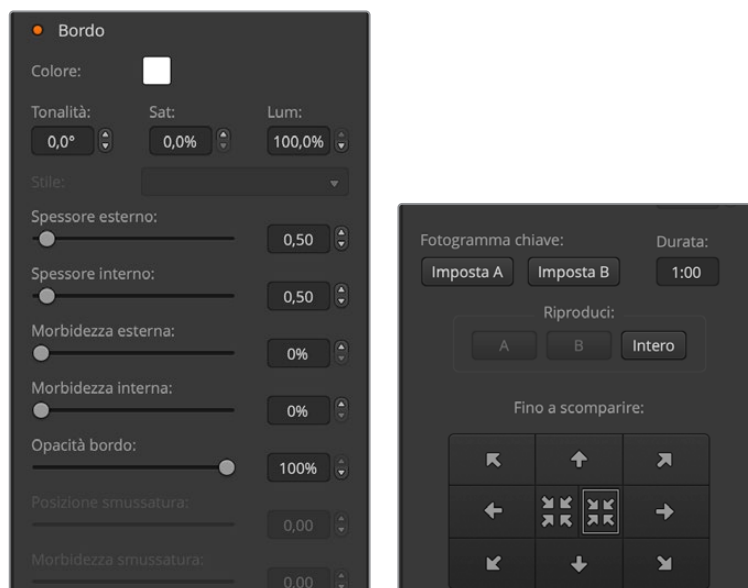 Bordo
Colore:
Tonalità: Sat: Lum:
0,0° 0,0% 100,0%
Stile:
Spessore esterno:
0,50
Spessore interno:
0,50
Morbidezza esterna:
0%
Morbidezza interna:
0%
Opacità bordo:
100%
Posizione smussatura:
0,00
Morbidezza smussatura:
0,00
Fotogramma chiave: Durata:
Imposta A Imposta B 1:00
Riproduci:
A B Intero
Fino a scomparire: